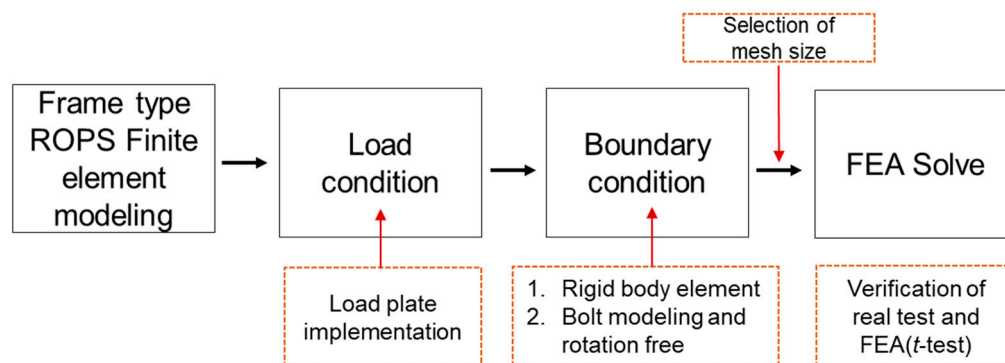 Selection of
mesh size
Frame type
ROPS Finite
element
modeling
Load
condition
Boundary
condition
FEA Solve
Load plate
implementation
1. Rigid body element
2. Bolt modeling and
rotation free
Verification of
real test and
FEA(t-test)